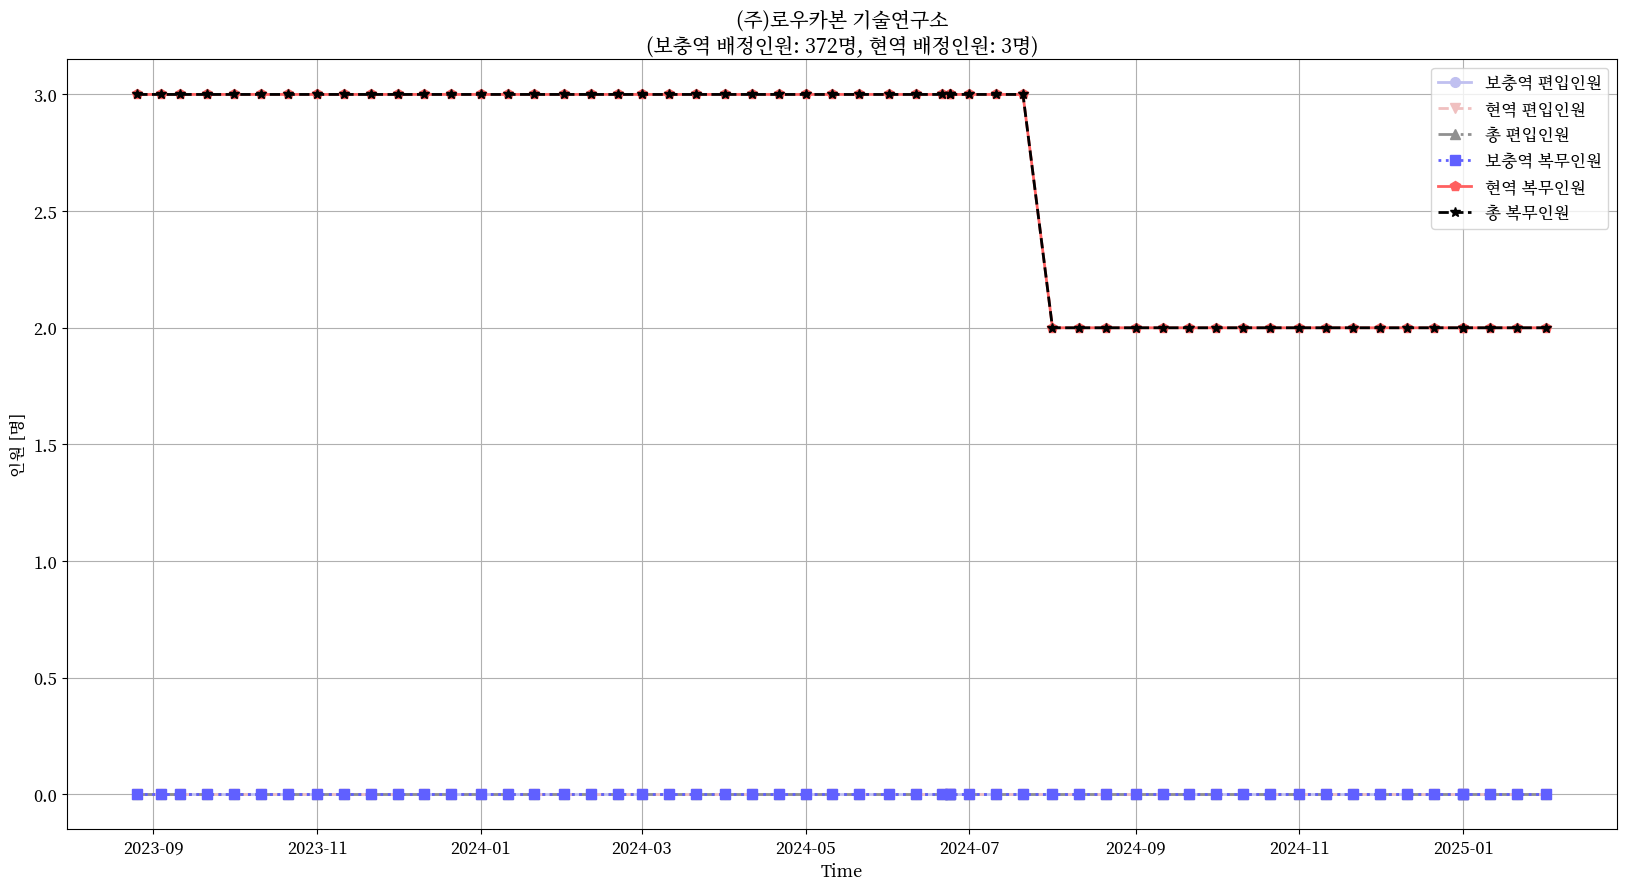 (주)로우카본 기술연구소
(보충역 배정인원: 372명, 현역 배정인원: 3명)
보충역 편입인원
현역 편입인원
총 편입인원
보충역 복무인원
현역 복무인원
총 복무인원
인원 [명]
3.0
2.5
2.0
1.5
1.0
0.5
0.0
2023-09
2023-11
2024-01
2024-03
2024-05
2024-07
2024-09
2024-11
2025-01
Time